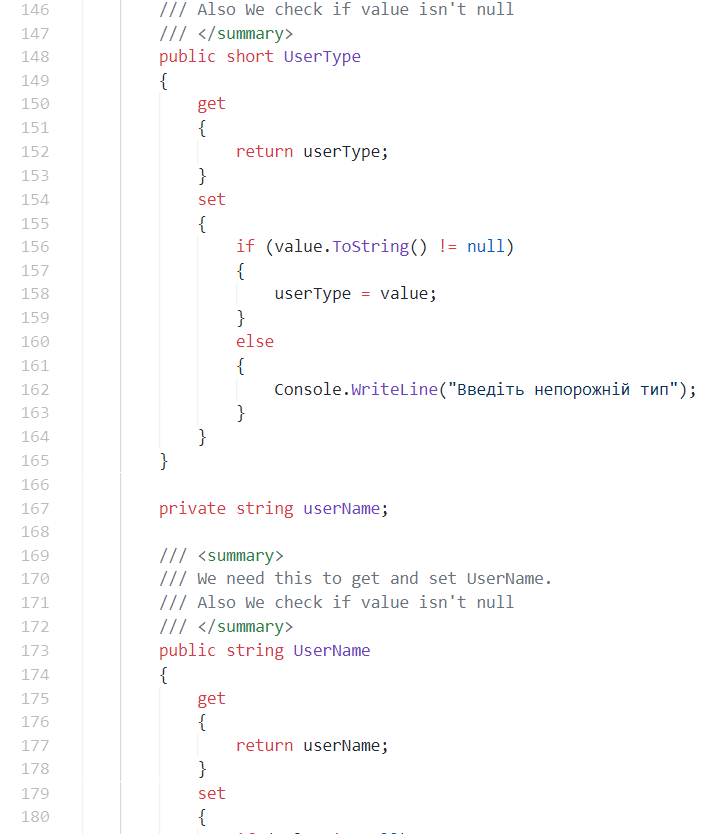 146 /// Also We check if value isn't null
147 /// </summary>
148 public short UserType
149 {
150 get
151 {
152 return userType;
153 }
154 set
155 {
156 if (value.ToString() != null)
157 {
158 userType = value;
159 }
160 else
161 {
162 Console.WriteLine("Введіть непорожній тип");
163 }
164 }
165 }
166
167 private string userName;
168
169 /// <summary>
170 /// We need this to get and set UserName.
171 /// Also We check if value isn't null
172 /// </summary>
173 public string UserName
174 {
175 get
176 {
177 return userName;
178 }
179 set
180 {